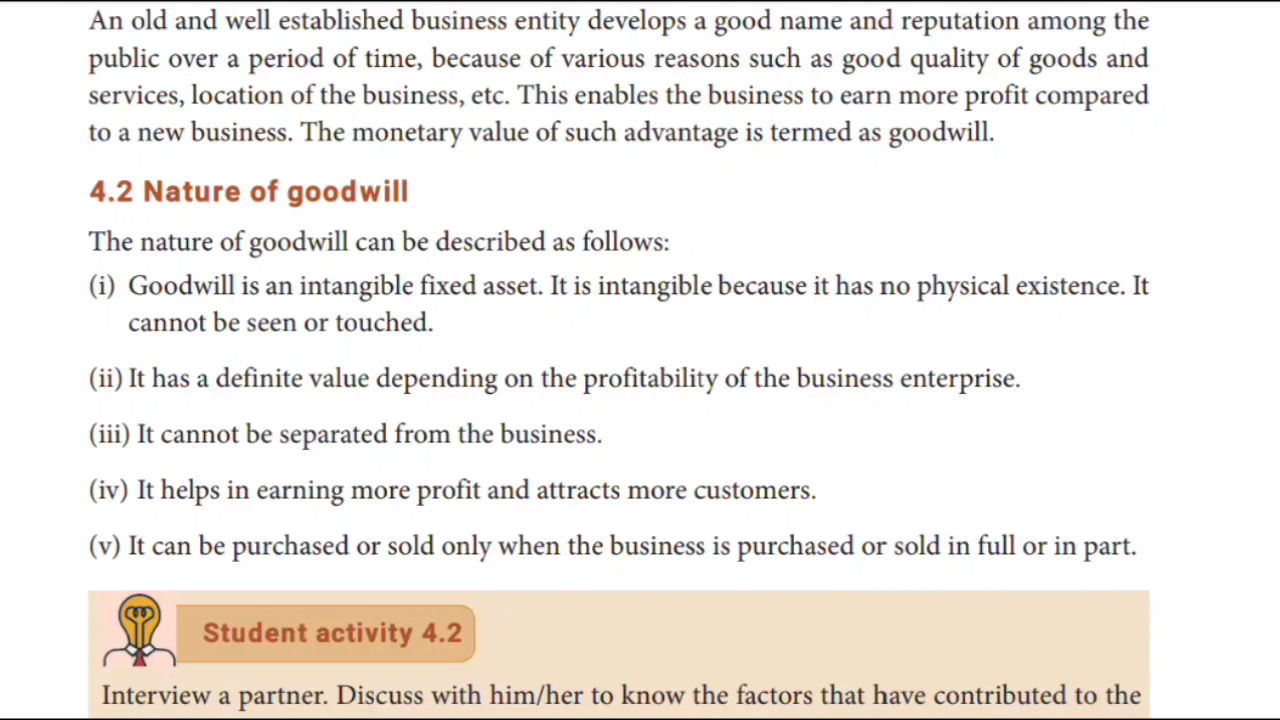 An old and well established business entity develops a good name and reputation among the
public over a period of time, because of various reasons such as good quality of goods and
services, location of the business, etc. This enables the business to earn more profit compared
to a new business. The monetary value of such advantage is termed as goodwill.
4.2 Nature of goodwill
The nature of goodwill can be described as follows:
(i) Goodwill is an intangible fixed asset. It is intangible because it has no physical existence. It
cannot be seen or touched.
(ii) It has a definite value depending on the profitability of the business enterprise.
(iii) It cannot be separated from the business.
(iv) It helps in earning more profit and attracts more customers.
(v) It can be purchased or sold only when the business is purchased or sold in full or in part.
Student activity 4.2
Interview a partner. Discuss with him/her to know the factors that have contributed to the